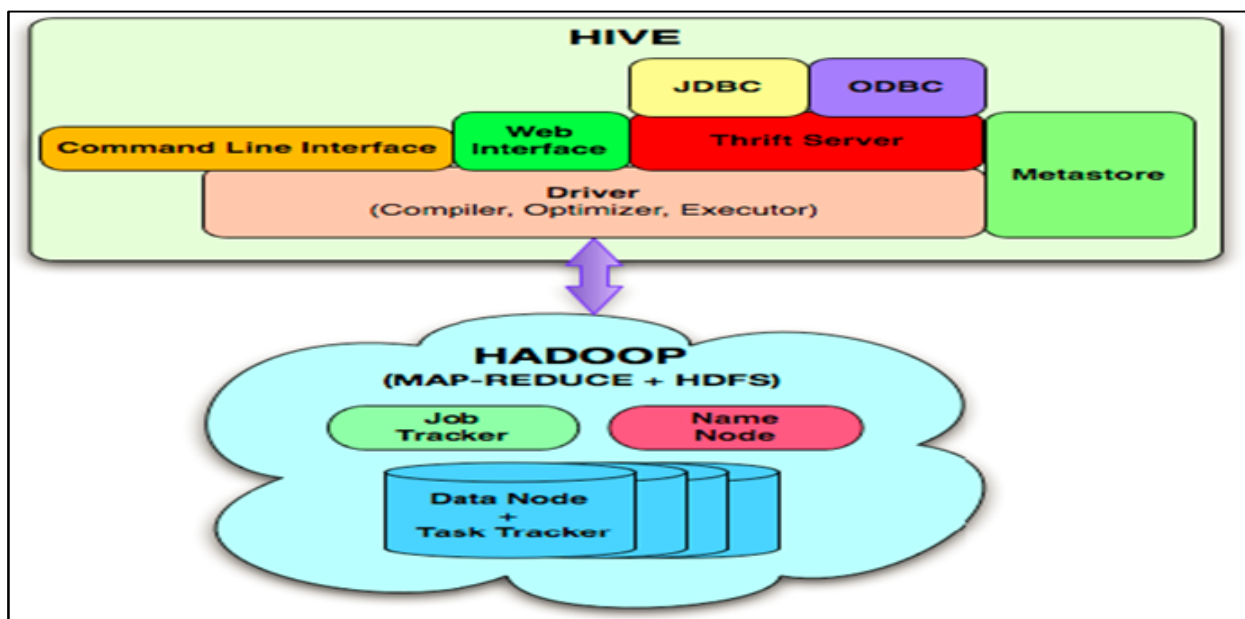 HIVE
JDBC
ODBC
Command Line Interface
Web
Interface
Thrift Server
Metastore
Driver
(Compiler, Optimizer, Executor)
HADOOP
(MAP-REDUCE + HDFS)
Job
Tracker
Name
Node
Data Node
+
Task Tracker